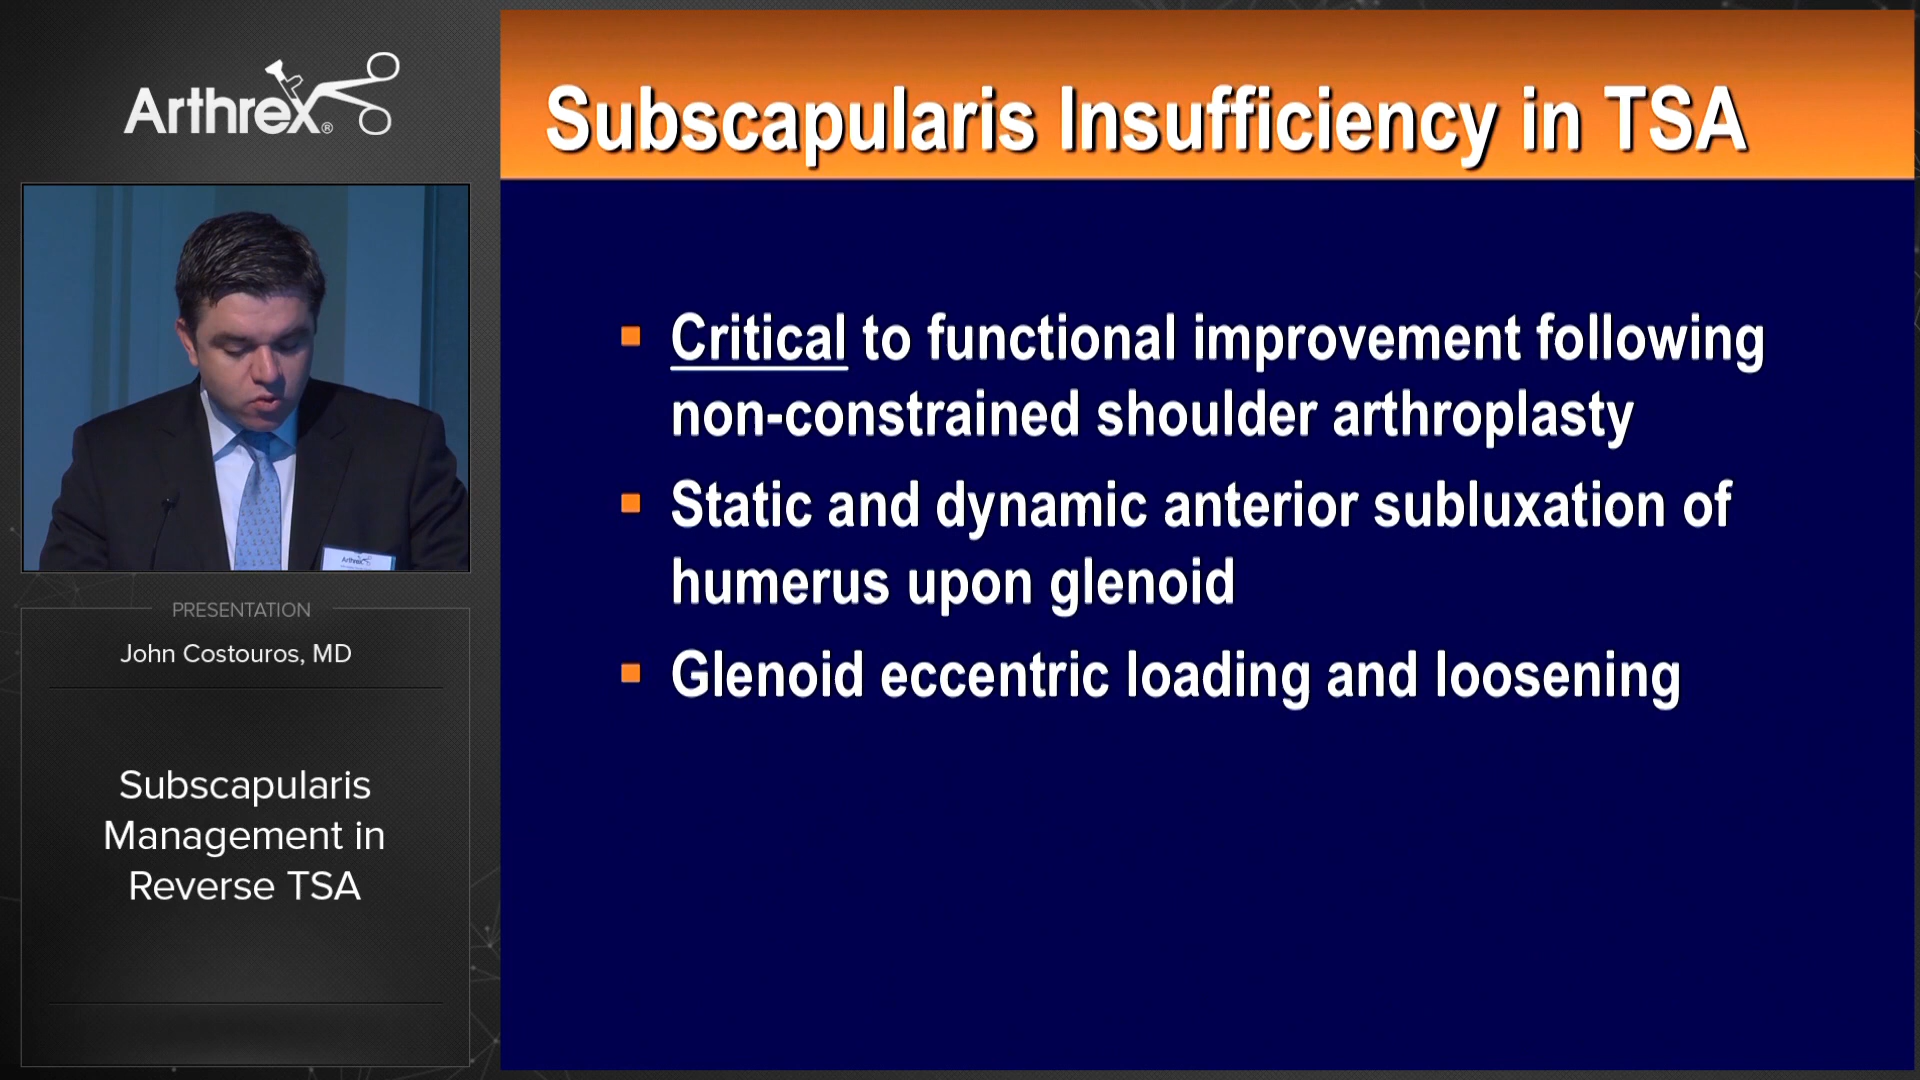 Arthrex®
Arthrex
PRESENTATION
John Costouros, MD
Subscapularis
Management in
Reverse TSA
Subscapularis Insufficiency in TSA
▪ Critical to functional improvement following
non-constrained shoulder arthroplasty
▪ Static and dynamic anterior subluxation of
humerus upon glenoid
▪ Glenoid eccentric loading and loosening